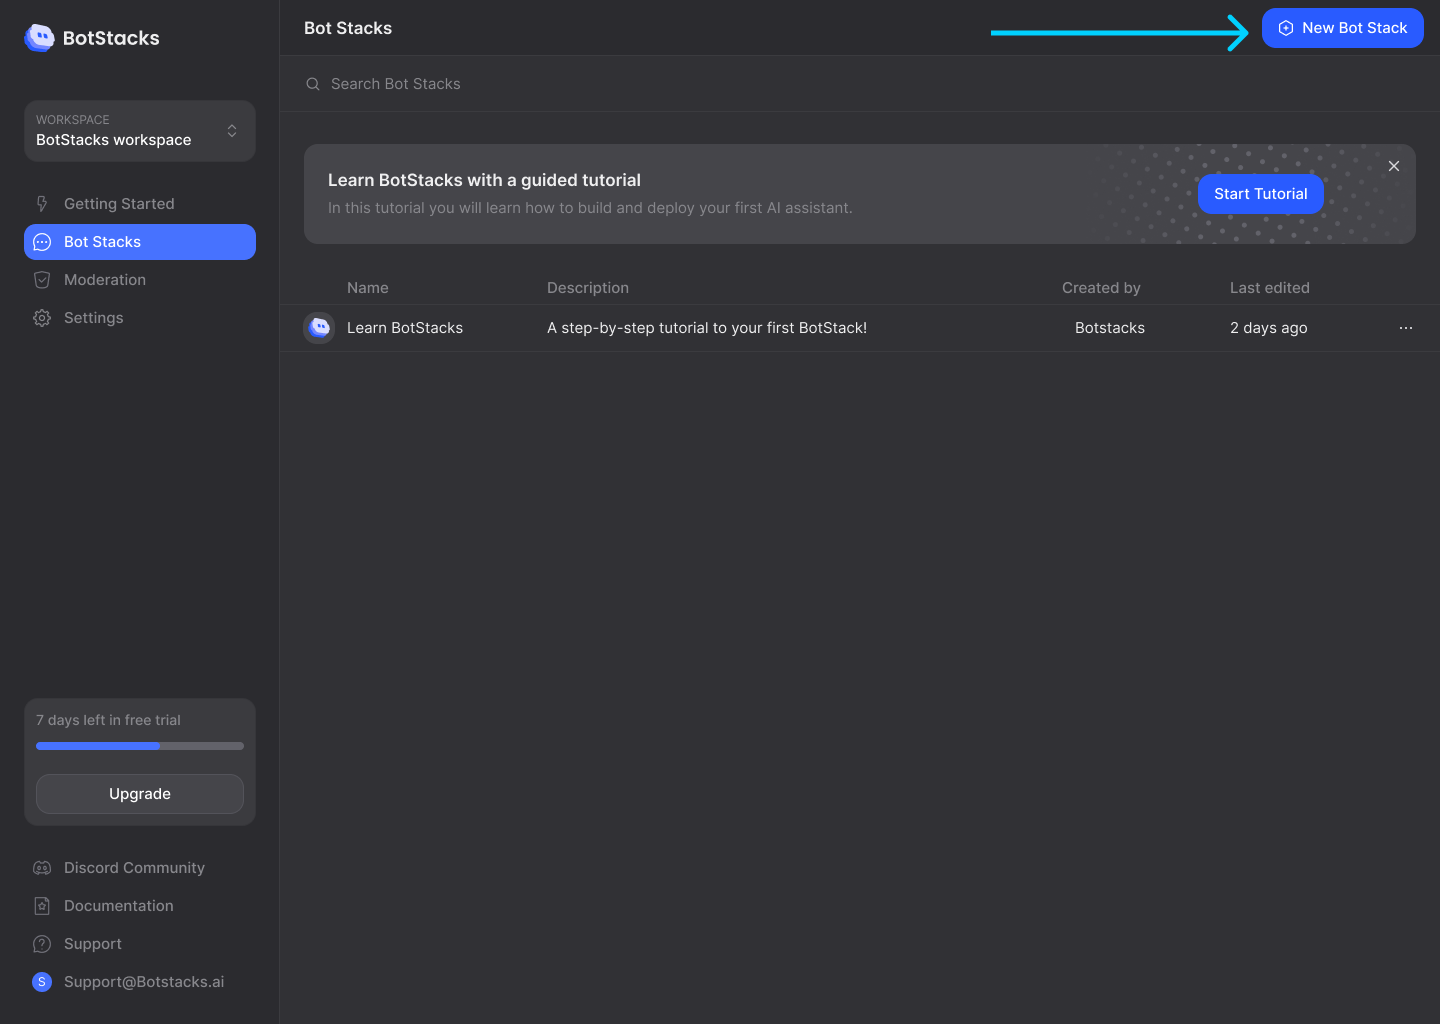 BotStacks
WORKSPACE
BotStacks workspace
Getting Started
Bot Stacks
Moderation
Settings
7 days left in free trial
Upgrade
Discord Community
Documentation
Support
S Support@Botstacks.ai
Bot Stacks
New Bot Stack
Search Bot Stacks
Learn BotStacks with a guided tutorial
In this tutorial you will learn how to build and deploy your first AI assistant.
Start Tutorial
Name Description Created by Last edited
Learn BotStacks A step-by-step tutorial to your first BotStack! Botstacks 2 days ago